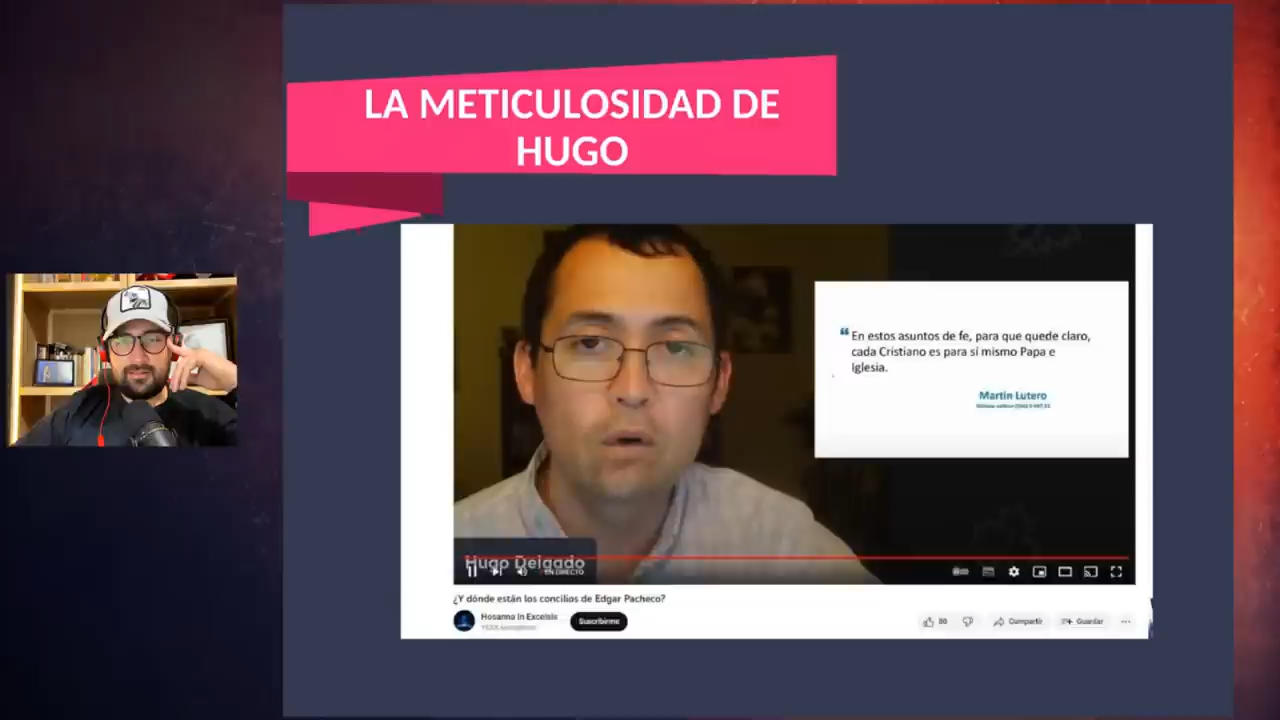 LA METICULOSIDAD DE
HUGO
“ En estos asuntos de fe, para que quede claro,
cada Cristiano es para sí mismo Papa e
Iglesia.
Martin Lutero
Hugo Delgado
EN DIRECTO
¿Y dónde están los concilios de Edgar Pacheco?
Hosanna In Excelsis
Suscribirme
Compartir
Guardar